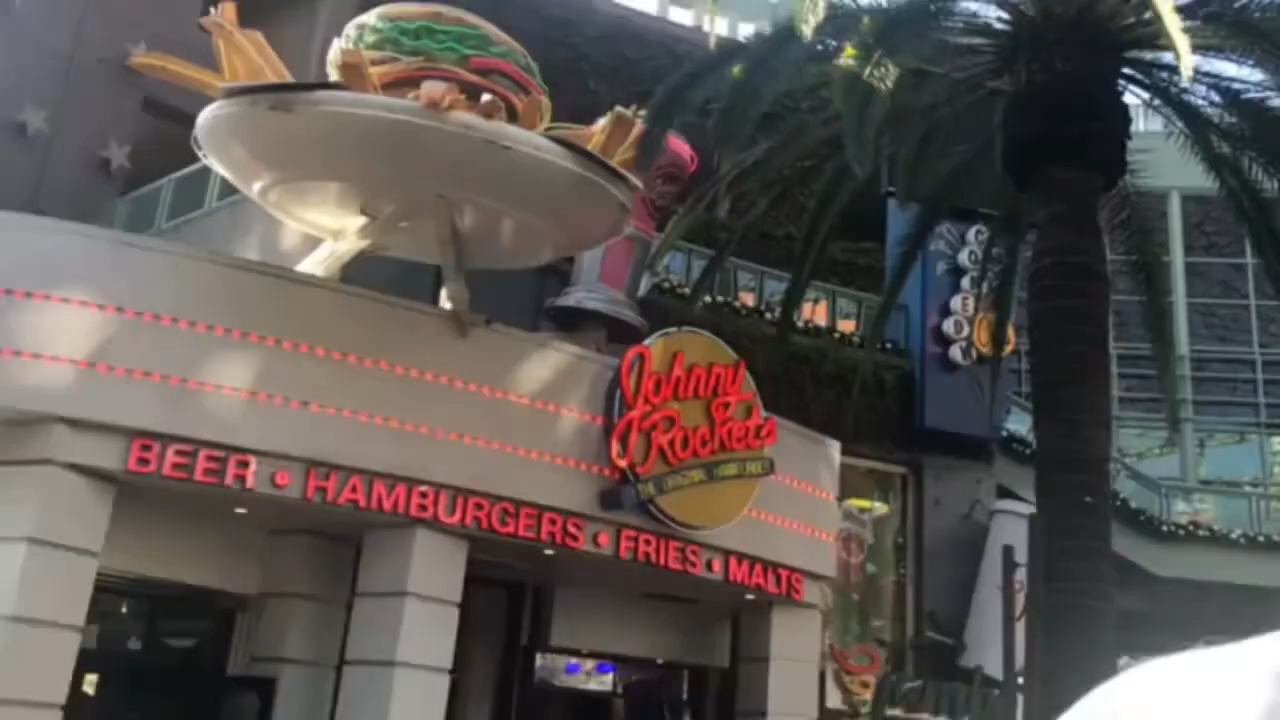 Johnny
Rockets
THE ORIGINAL HAMBURGER
BEER • HAMBURGERS • FRIES • MALTS